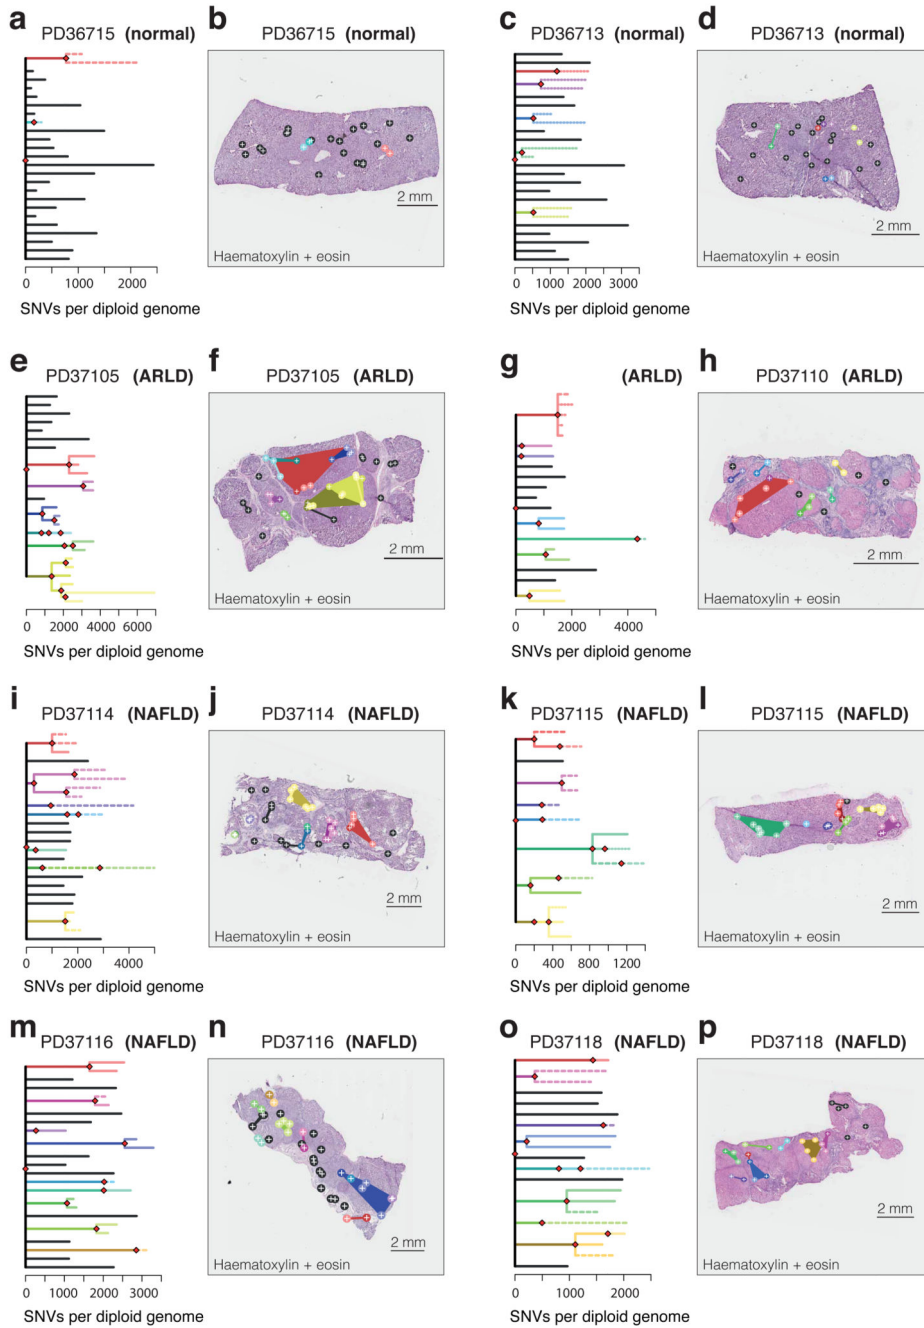 a PD36715 (normal) b PD36715 (normal) c PD36713 (normal) d PD36713 (normal)
2 mm 2 mm
Haematoxylin + eosin Haematoxylin + eosin
0 1000 2000 0 1000 2000 3000
SNVs per diploid genome SNVs per diploid genome
e PD37105 (ARLD) f PD37105 (ARLD) g (ARLD) h PD37110 (ARLD)
2 mm 2 mm
Haematoxylin + eosin Haematoxylin + eosin
0 2000 4000 6000 0 2000 4000
SNVs per diploid genome SNVs per diploid genome
i PD37114 (NAFLD) j PD37114 (NAFLD) k PD37115 (NAFLD) l PD37115 (NAFLD)
2 mm 2 mm
Haematoxylin + eosin Haematoxylin + eosin
0 2000 4000 0 400 800 1200
SNVs per diploid genome SNVs per diploid genome
m PD37116 (NAFLD) n PD37116 (NAFLD) o PD37118 (NAFLD) p PD37118 (NAFLD)
2 mm 2 mm
Haematoxylin + eosin Haematoxylin + eosin
0 1000 2000 3000 0 1000 2000
SNVs per diploid genome SNVs per diploid genome